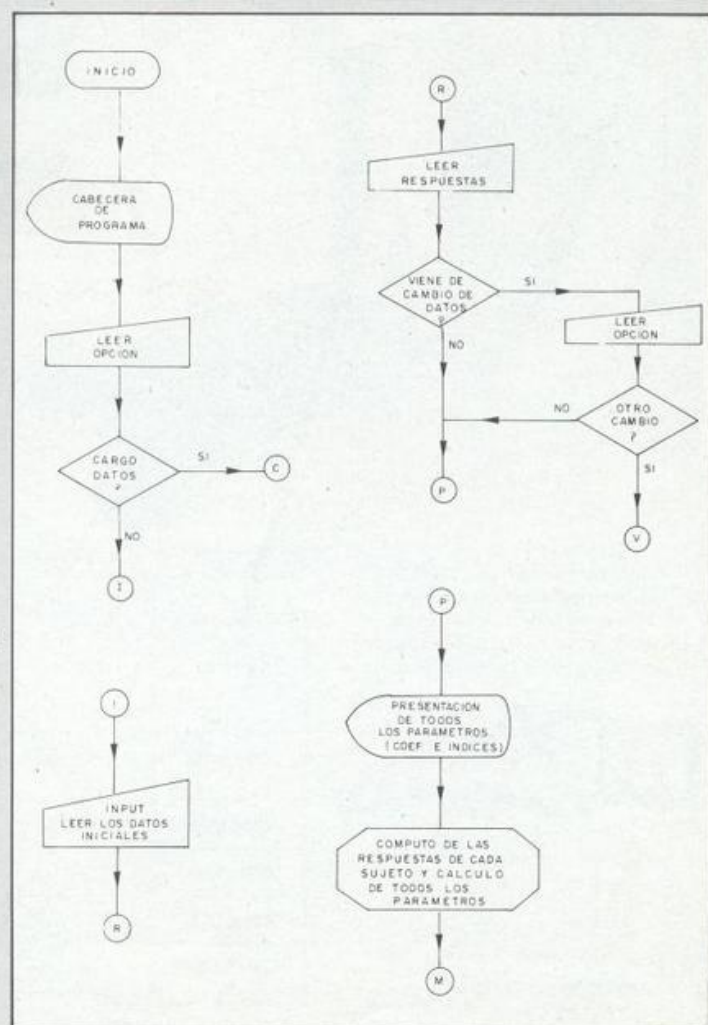 INICIO
CABECERA
DE
PROGRAMA
LEER
OPCION
CARGO
DATOS
?
SI
C
NO
I
I
INPUT
LEER LOS DATOS
INICIALES
R
R
LEER
RESPUESTAS
VIENE DE
CAMBIO DE
DATOS
?
SI
LEER
OPCION
NO
NO
OTRO
CAMBIO
?
SI
P
V
P
PRESENTACION
DE TODOS
LOS PARAMETROS.
(COEF E INDICES)
COMPUTO DE LAS
RESPUESTAS DE CADA
SUJETO Y CALCULO
DE TODOS LOS
PARAMETROS
M